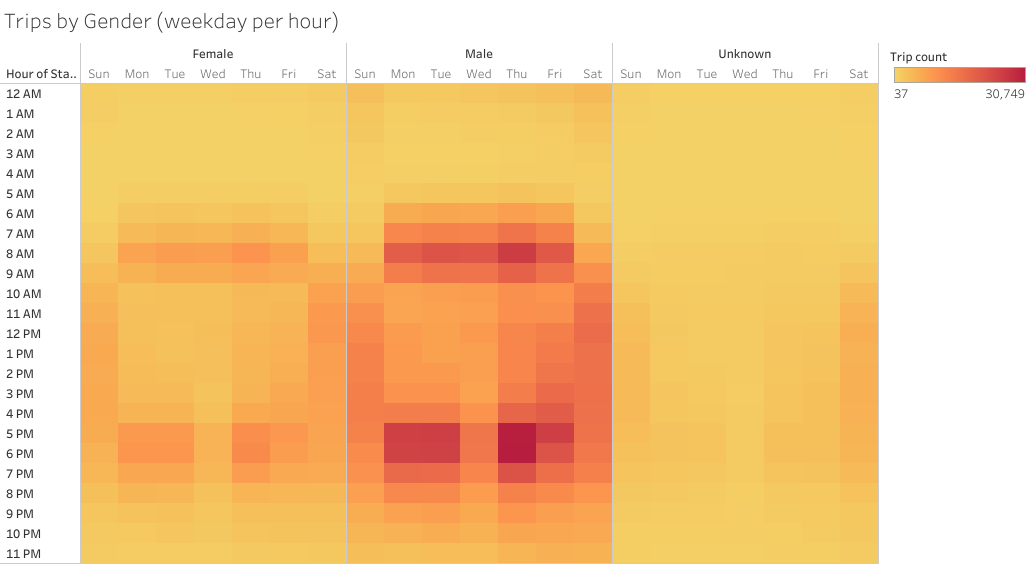 Trips by Gender (weekday per hour)
Female Male Unknown
Hour of Sta.. Sun Mon Tue Wed Thu Fri Sat Sun Mon Tue Wed Thu Fri Sat Sun Mon Tue Wed Thu Fri Sat
Trip count
37 30,749
12 AM
1 AM
2 AM
3 AM
4 AM
5 AM
6 AM
7 AM
8 AM
9 AM
10 AM
11 AM
12 PM
1 PM
2 PM
3 PM
4 PM
5 PM
6 PM
7 PM
8 PM
9 PM
10 PM
11 PM